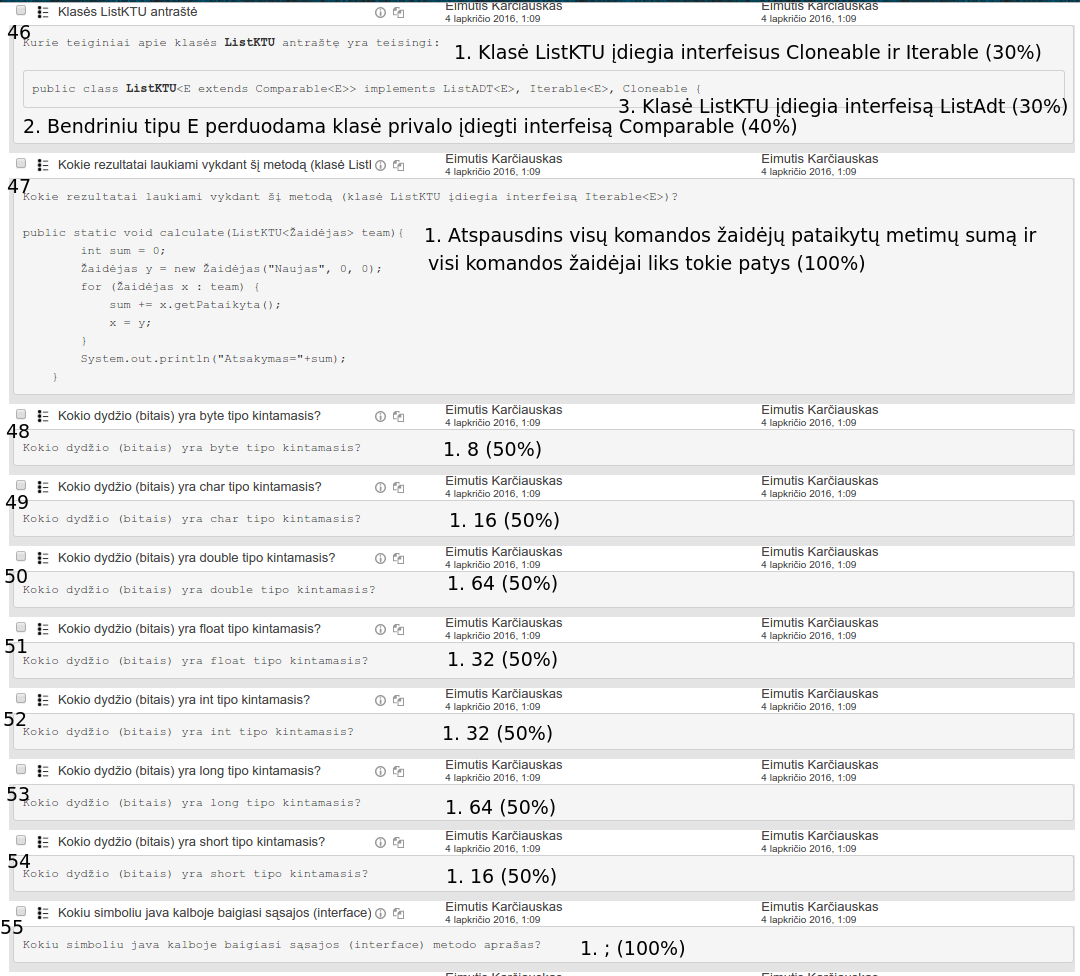 Klasės ListKTU antraštė Eimutis Karčiauskas Eimutis Karčiauskas
4 lapkričio 2016, 1:09 4 lapkričio 2016, 1:09
46
Kurie teiginiai apie klasės ListKTU antraštę yra teisingi: 1. Klasė ListKTU įdiegia interfeisus Cloneable ir Iterable (30%)
public class ListKTU<E extends Comparable<E>> implements ListADT<E>, Iterable<E>, Cloneable {
3. Klasė ListKTU įdiegia interfeisą ListAdt (30%)
2. Bendriniu tipu E perduodama klasė privalo įdiegti interfeisą Comparable (40%)
Kokie rezultatai laukiami vykdant šį metodą (klasė Listl Eimutis Karčiauskas Eimutis Karčiauskas
4 lapkričio 2016, 1:09 4 lapkričio 2016, 1:09
47
Kokie rezultatai laukiami vykdant šį metodą (klasė ListKTU įdiegia interfeisą Iterable<E>)?
public static void calculate(ListKTU<Žaidėjas> team){ 1. Atspausdins visų komandos žaidėjų pataikytų metimų sumą ir
int sum = 0;
Žaidėjas y = new Žaidėjas("Naujas", 0, 0); visi komandos žaidėjai liks tokie patys (100%)
for (Žaidėjas x : team) {
sum += x.getPataikyta();
x = y;
}
System.out.println("Atsakymas="+sum);
}
Kokio dydžio (bitais) yra byte tipo kintamasis? Eimutis Karčiauskas Eimutis Karčiauskas
4 lapkričio 2016, 1:09 4 lapkričio 2016, 1:09
48
Kokio dydžio (bitais) yra byte tipo kintamasis? 1. 8 (50%)
Kokio dydžio (bitais) yra char tipo kintamasis? Eimutis Karčiauskas Eimutis Karčiauskas
4 lapkričio 2016, 1:09 4 lapkričio 2016, 1:09
49
Kokio dydžio (bitais) yra char tipo kintamasis? 1. 16 (50%)
Kokio dydžio (bitais) yra double tipo kintamasis? Eimutis Karčiauskas Eimutis Karčiauskas
4 lapkričio 2016, 1:09 4 lapkričio 2016, 1:09
50
Kokio dydžio (bitais) yra double tipo kintamasis? 1. 64 (50%)
Kokio dydžio (bitais) yra float tipo kintamasis? Eimutis Karčiauskas Eimutis Karčiauskas
4 lapkričio 2016, 1:09 4 lapkričio 2016, 1:09
51
Kokio dydžio (bitais) yra float tipo kintamasis? 1. 32 (50%)
Kokio dydžio (bitais) yra int tipo kintamasis? Eimutis Karčiauskas Eimutis Karčiauskas
4 lapkričio 2016, 1:09 4 lapkričio 2016, 1:09
52
Kokio dydžio (bitais) yra int tipo kintamasis? 1. 32 (50%)
Kokio dydžio (bitais) yra long tipo kintamasis? Eimutis Karčiauskas Eimutis Karčiauskas
4 lapkričio 2016, 1:09 4 lapkričio 2016, 1:09
53
Kokio dydžio (bitais) yra long tipo kintamasis? 1. 64 (50%)
Kokio dydžio (bitais) yra short tipo kintamasis? Eimutis Karčiauskas Eimutis Karčiauskas
4 lapkričio 2016, 1:09 4 lapkričio 2016, 1:09
54
Kokio dydžio (bitais) yra short tipo kintamasis? 1. 16 (50%)
Kokiu simboliu java kalboje baigiasi sąsajos (interface) Eimutis Karčiauskas Eimutis Karčiauskas
4 lapkričio 2016, 1:09 4 lapkričio 2016, 1:09
55
Kokiu simboliu java kalboje baigiasi sąsajos (interface) metodo aprašas? 1. ; (100%)